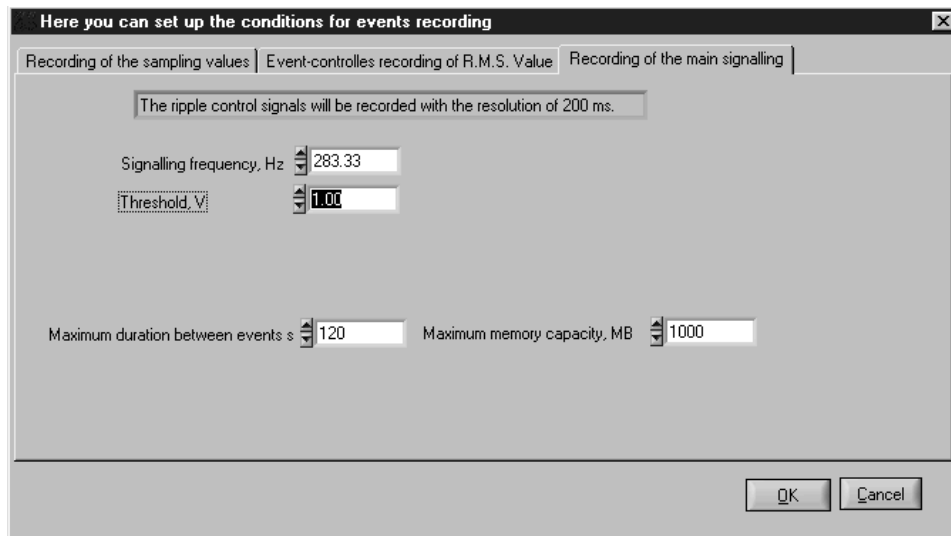 Here you can set up the conditions for events recording
Recording of the sampling values
Event-controlles recording of R.M.S. Value
Recording of the main signalling
The ripple control signals will be recorded with the resolution of 200 ms.
Signalling frequency, Hz 283.33
Threshold, V 1.00
Maximum duration between events s 120 Maximum memory capacity, MB 1000
OK Cancel